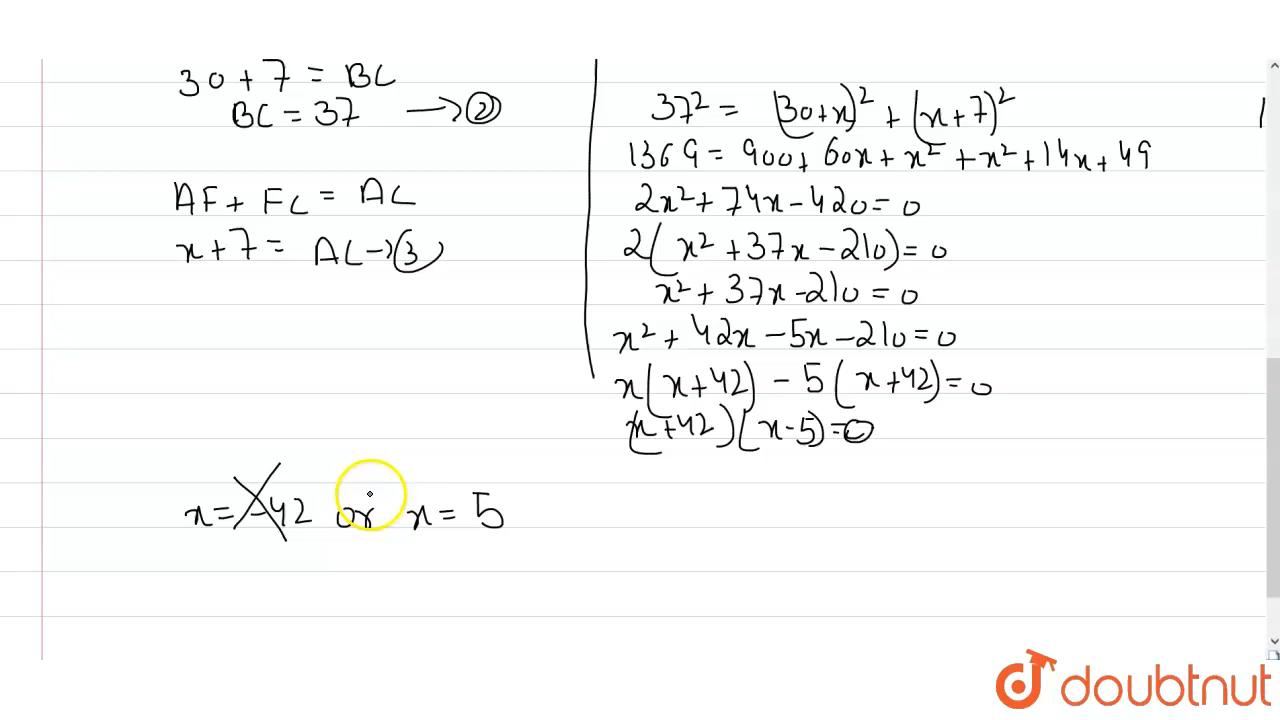 30 + 7 = BC
BC = 37 → ②
AF + FC = AC
x + 7 = AC → ③
37² = (30+x)² + (x+7)²
1369 = 900 + 60x + x² + x² + 14x + 49
2x² + 74x - 420 = 0
2(x² + 37x - 210) = 0
x² + 37x - 210 = 0
x² + 42x - 5x - 210 = 0
x(x+42) - 5(x+42) = 0
(x+42)(x-5) = 0
x = -42 or x = 5
doubtnut